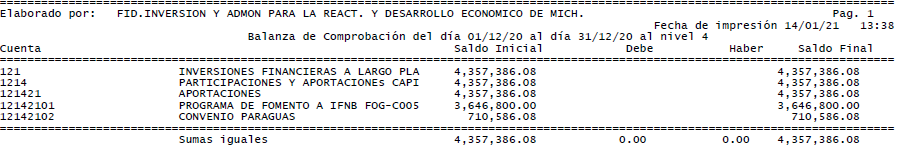 Elaborado por: FID.INVERSION Y ADMON PARA LA REACT. Y DESARROLLO ECONOMICO DE MICH. Pag. 1
Fecha de impresión 14/01/21 13:38
Balanza de Comprobación del día 01/12/20 al día 31/12/20 al nivel 4
Cuenta Saldo Inicial Debe Haber Saldo Final
121 INVERSIONES FINANCIERAS A LARGO PLA 4,357,386.08 4,357,386.08
1214 PARTICIPACIONES Y APORTACIONES CAPI 4,357,386.08 4,357,386.08
121421 APORTACIONES 4,357,386.08 4,357,386.08
12142101 PROGRAMA DE FOMENTO A IFNB FOG-COO5 3,646,800.00 3,646,800.00
12142102 CONVENIO PARAGUAS 710,586.08 710,586.08
Sumas iguales 4,357,386.08 0.00 0.00 4,357,386.08